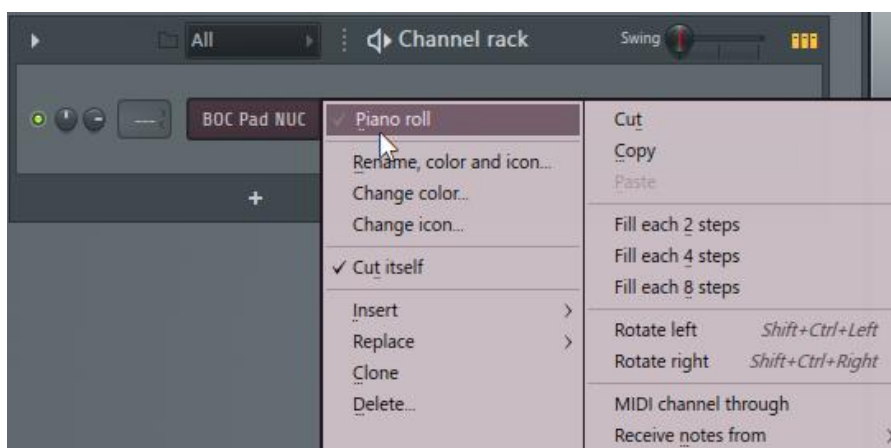 All
Channel rack
Swing
BOC Pad NUC
+
Piano roll
Rename, color and icon...
Change color...
Change icon...
✓ Cut itself
Insert >
Replace >
Clone
Delete...
Cut
Copy
Paste
Fill each 2 steps
Fill each 4 steps
Fill each 8 steps
Rotate left Shift+Ctrl+Left
Rotate right Shift+Ctrl+Right
MIDI channel through
Receive notes from